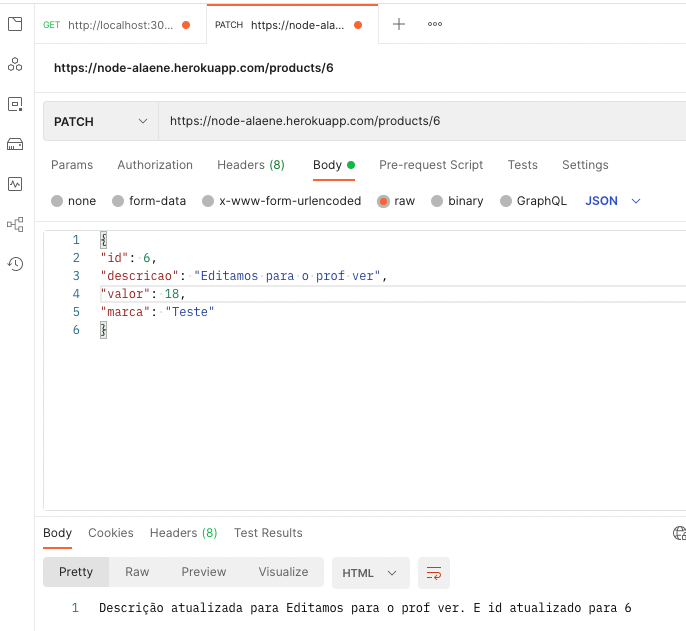 GET http://localhost:30...
PATCH https://node-ala...
https://node-alaene.herokuapp.com/products/6
PATCH https://node-alaene.herokuapp.com/products/6
Params Authorization Headers (8) Body Pre-request Script Tests Settings
none form-data x-www-form-urlencoded raw binary GraphQL JSON
1 {
2 "id": 6,
3 "descricao": "Editamos para o prof ver",
4 "valor": 18,
5 "marca": "Teste"
6 }
Body Cookies Headers (8) Test Results
Pretty Raw Preview Visualize HTML
1 Descrição atualizada para Editamos para o prof ver. E id atualizado para 6